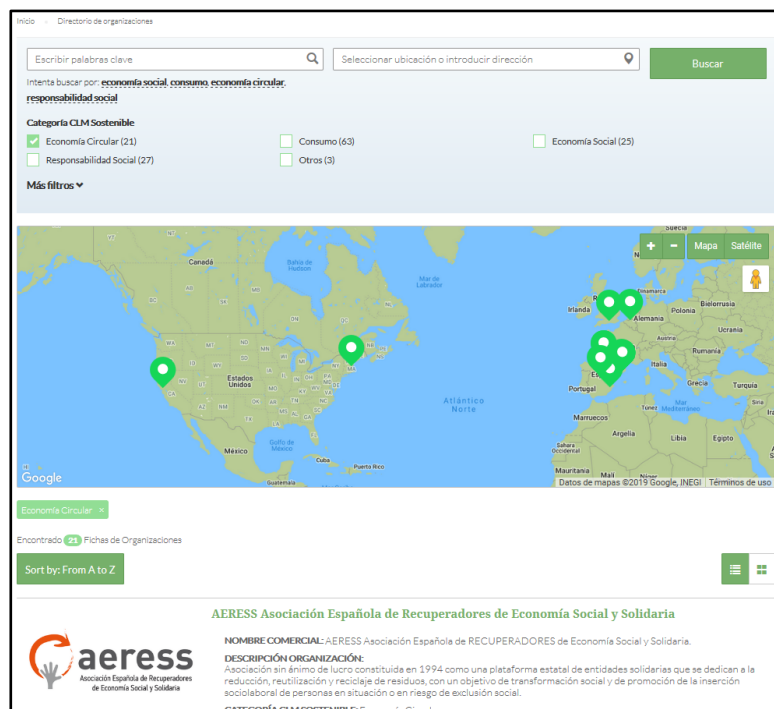 Inicio > Directorio de organizaciones
Escribir palabras clave
Seleccionar ubicación o introducir dirección
Buscar
Intenta buscar por: economía social, consumo, economía circular,
responsabilidad social
Categoría CLM Sostenible
Economía Circular (21)
Consumo (63)
Economía Social (25)
Responsabilidad Social (27)
Otros (3)
Más filtros
Suecia
+ - Mapa Satélite
Canadá
Bahía de
Hudson
Mar de
Labrador
Dinamarca
Irlanda
Polonia
Bielorrusia
Alemania
Ucrania
Austria
Rumania
Italia
Estados
Unidos
Portugal
Grecia
Turquía
Atlántico
Norte
Túnez
Mar
Mediterráneo
Siria
Marruecos
Argelia
Libia
Egipto
Golfo de
México
México
Cuba
Puerto Rico
Sáhara
Occidental
Mauritania
Malí
Níger
Guatemala
Google
Datos de mapas ©2019 Google, INEGI
Términos de uso
Economía Circular ×
Encontrado 21 Fichas de Organizaciones
Sort by: From A to Z
AERESS Asociación Española de Recuperadores de Economía Social y Solidaria
aeress
Asociación Española de Recuperadores
de Economía Social y Solidaria
NOMBRE COMERCIAL: AERESS Asociación Española de RECUPERADORES de Economía Social y Solidaria.
DESCRIPCIÓN ORGANIZACIÓN:
Asociación sin ánimo de lucro constituida en 1994 como una plataforma estatal de entidades solidarias que se dedican a la
reducción, reutilización y reciclaje de residuos, con un objetivo de transformación social y de promoción de la inserción
sociolaboral de personas en situación o en riesgo de exclusión social.
CATEGORÍA CLM SOSTENIBLE: Economía Circular